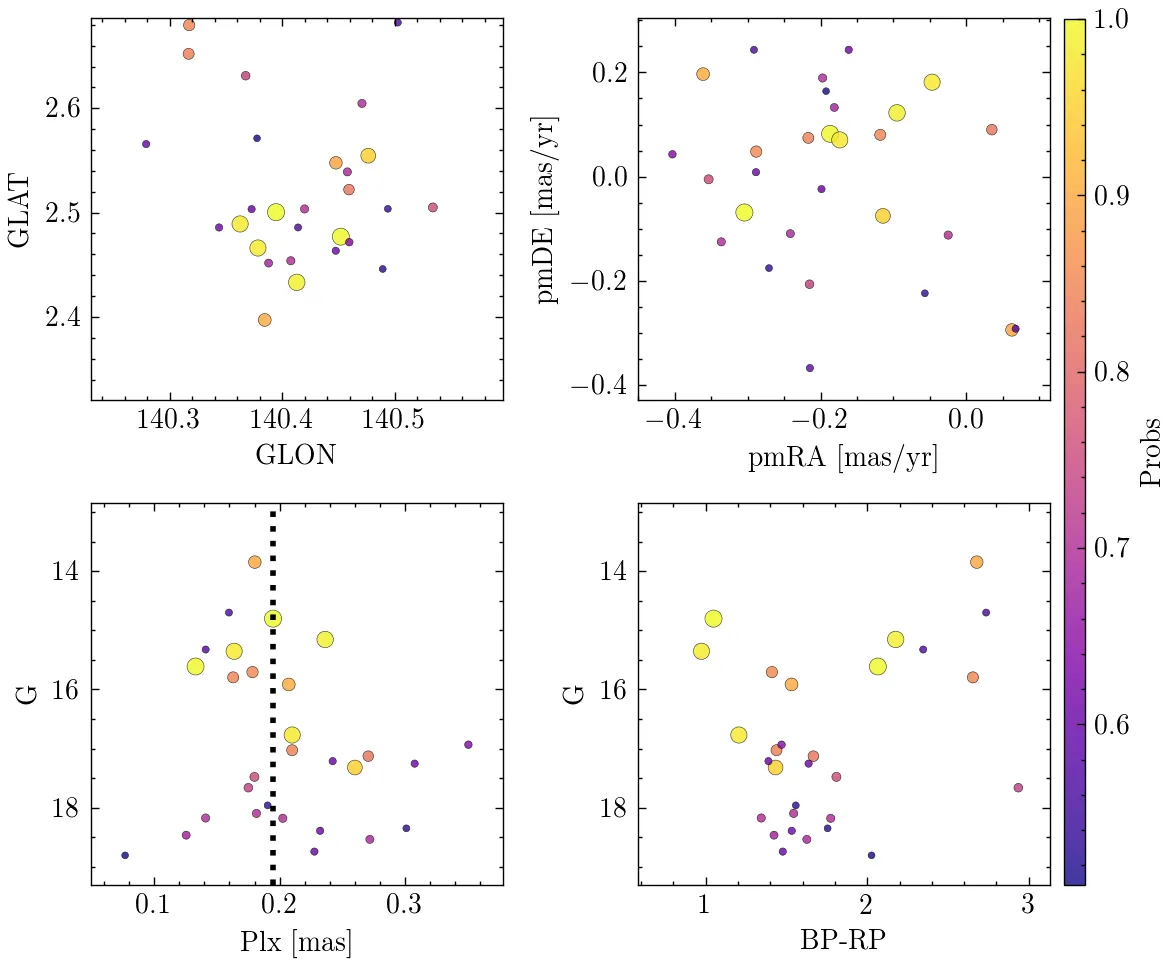 2.6
2.5
2.4
GLAT
140.3 140.4 140.5
GLON
0.2
0.0
−0.2
−0.4
pmDE [mas/yr]
−0.4 −0.2 0.0
pmRA [mas/yr]
14
16
18
G
0.1 0.2 0.3
Plx [mas]
14
16
18
G
1 2 3
BP-RP
1.0
0.9
0.8
0.7
0.6
Probs